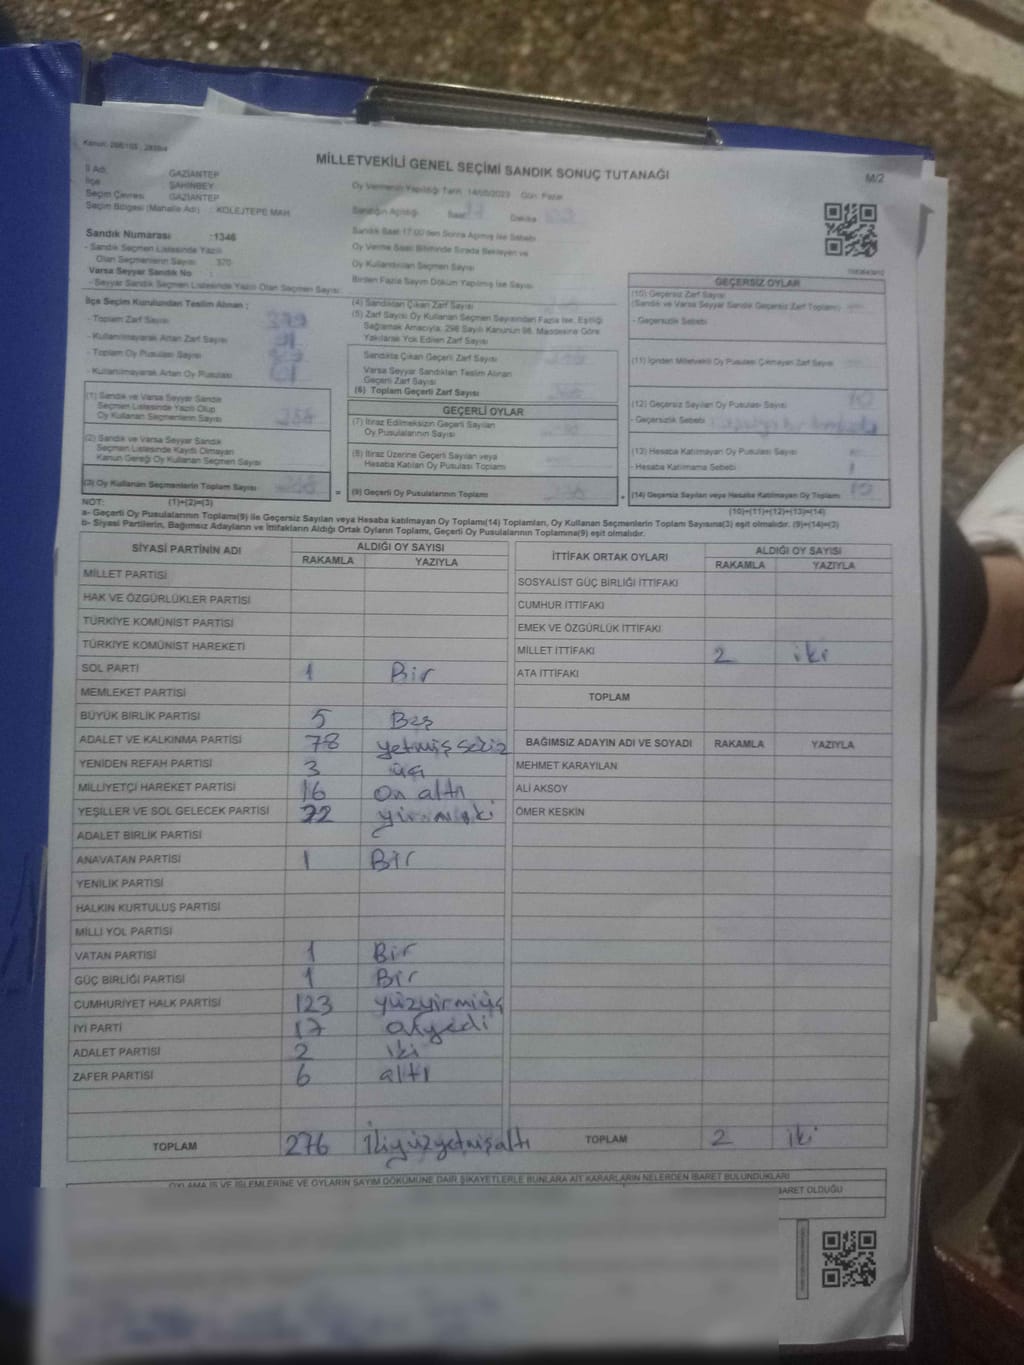 MİLLETVEKİLİ GENEL SEÇİMİ SANDIK SONUÇ TUTANAĞI
M/2
İl Adı: GAZİANTEP
İlçe ŞAHİNBEY
Seçim Çevresi GAZİANTEP
Seçim Bölgesi (Mahalle Adı) : KOLEJTEPE MAH.
Oy Vermenin Yapıldığı Tarih: 14/05/2023 Gün: Pazar
Sandığın Açıldığı Saat Dakika
Sandık Numarası :1346
- Sandık Seçmen Listesinde Yazılı
Olan Seçmenlerin Sayısı 370
Varsa Seyyar Sandık No :
- Seyyar Sandık Seçmen Listesinde Yazılı Olan Seçmen Sayısı:
Sandık Saat 17:00'den Sonra Açılmış İse Sebebi
Oy Verme Saati Bitiminde Sırada Bekleyen ve
Oy Kullandırılan Seçmen Sayısı
Birden Fazla Sayım Döküm Yapılmış İse Sayısı
İlçe Seçim Kurulundan Teslim Alınan ;
- Toplam Zarf Sayısı
- Kullanılmayarak Artan Zarf Sayısı
- Toplam Oy Pusulası Sayısı
- Kullanılmayarak Artan Oy Pusulası
(1) Sandık ve Varsa Seyyar Sandık
Seçmen Listesinde Yazılı Olup
Oy Kullanan Seçmenlerin Sayısı
(2) Sandık ve Varsa Seyyar Sandık
Seçmen Listesinde Kaydı Olmayan
Kanun Gereği Oy Kullanan Seçmen Sayısı
(3) Oy Kullanan Seçmenlerin Toplam Sayısı
(4) Sandıktan Çıkan Zarf Sayısı
(5) Zarf Sayısı Oy Kullanan Seçmen Sayısından Fazla İse, Eşitliği
Sağlamak Amacıyla, 298 Sayılı Kanunun 98. Maddesine Göre
Yakılarak Yok Edilen Zarf Sayısı
Sandıkta Çıkan Geçerli Zarf Sayısı
Varsa Seyyar Sandıktan Teslim Alınan
Geçerli Zarf Sayısı
(6) Toplam Geçerli Zarf Sayısı
GEÇERLİ OYLAR
(7) İtiraz Edilmeksizin Geçerli Sayılan
Oy Pusulalarının Sayısı
(8) İtiraz Üzerine Geçerli Sayılan veya
Hesaba Katılan Oy Pusulası Toplamı
= (9) Geçerli Oy Pusulalarının Toplamı +
GEÇERSİZ OYLAR
(10) Geçersiz Zarf Sayısı
(Sandık ve Varsa Seyyar Sandık Geçersiz Zarf Toplamı)
- Geçersizlik Sebebi
(11) İçinden Milletvekili Oy Pusulası Çıkmayan Zarf Sayısı
(12) Geçersiz Sayılan Oy Pusulası Sayısı 10
- Geçersizlik Sebebi
(13) Hesaba Katılmayan Oy Pusulası Sayısı
- Hesaba Katılmama Sebebi
(14) Geçersiz Sayılan veya Hesaba Katılmayan Oy Toplamı 10
NOT: (1)+(2)=(3)
(10)+(11)+(12)+(13)=(14)
a- Geçerli Oy Pusulalarının Toplamı(9) ile Geçersiz Sayılan veya Hesaba katılmayan Oy Toplamı(14) Toplamları, Oy Kullanan Seçmenlerin Toplam Sayısına(3) eşit olmalıdır. (9)+(14)=(3)
b- Siyasi Partilerin, Bağımsız Adayların ve İttifakların Aldığı Ortak Oyların Toplamı, Geçerli Oy Pusulalarının Toplamına(9) eşit olmalıdır.
SİYASİ PARTİNİN ADI ALDIĞI OY SAYISI
RAKAMLA YAZIYLA
MİLLET PARTİSİ
HAK VE ÖZGÜRLÜKLER PARTİSİ
TÜRKİYE KOMÜNİST PARTİSİ
TÜRKİYE KOMÜNİST HAREKETİ
SOL PARTİ 1 Bir
MEMLEKET PARTİSİ
BÜYÜK BİRLİK PARTİSİ 5 Beş
ADALET VE KALKINMA PARTİSİ 78 yetmiş sekiz
YENİDEN REFAH PARTİSİ 3 üç
MİLLİYETÇİ HAREKET PARTİSİ 16 On altı
YEŞİLLER VE SOL GELECEK PARTİSİ 22 yirmi iki
ADALET BİRLİK PARTİSİ
ANAVATAN PARTİSİ 1 Bir
YENİLİK PARTİSİ
HALKIN KURTULUŞ PARTİSİ
MİLLİ YOL PARTİSİ
VATAN PARTİSİ 1 Bir
GÜÇ BİRLİĞİ PARTİSİ 1 Bir
CUMHURİYET HALK PARTİSİ 123 yüzyirmiüç
İYİ PARTİ 17 onyedi
ADALET PARTİSİ 2 iki
ZAFER PARTİSİ 6 altı
TOPLAM 276 ikiyüzyetmişaltı
İTTİFAK ORTAK OYLARI ALDIĞI OY SAYISI
RAKAMLA YAZIYLA
SOSYALİST GÜÇ BİRLİĞİ İTTİFAKI
CUMHUR İTTİFAKI
EMEK VE ÖZGÜRLÜK İTTİFAKI
MİLLET İTTİFAKI 2 iki
ATA İTTİFAKI
TOPLAM
BAĞIMSIZ ADAYIN ADI VE SOYADI RAKAMLA YAZIYLA
MEHMET KARAYILAN
ALİ AKSOY
ÖMER KESKİN
TOPLAM 2 iki
OYLAMA İŞ VE İŞLEMLERİNE VE OYLARIN SAYIM DÖKÜMÜNE DAİR ŞİKAYETLERLE BUNLARA AİT KARARLARIN NELERDEN İBARET BULUNDUKLARI
İBARET OLDUĞU